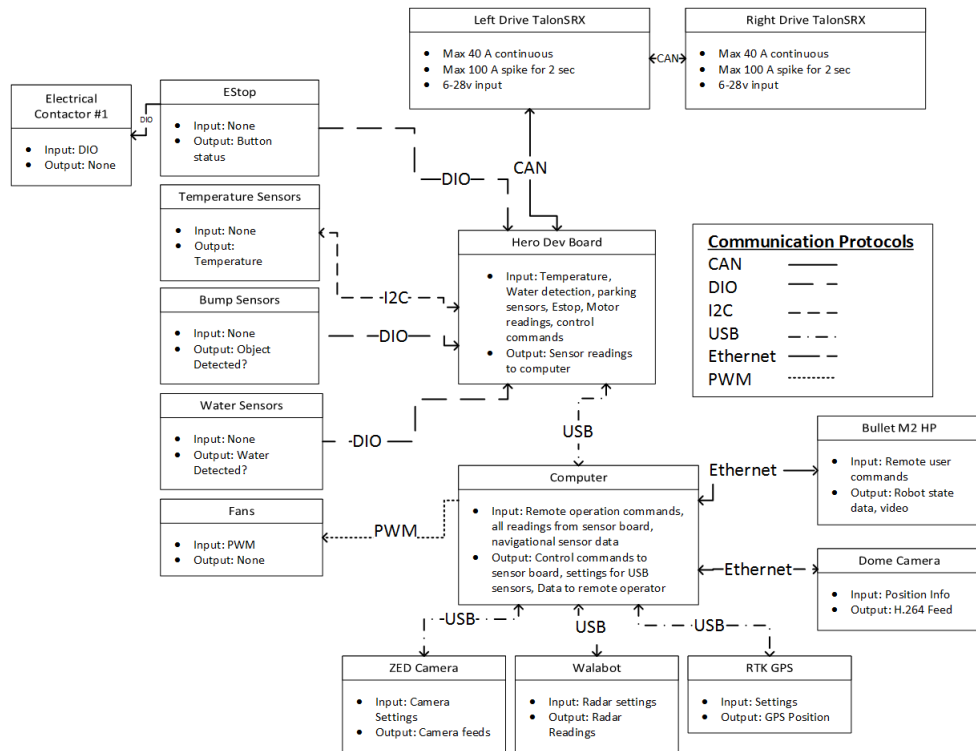 Left Drive TalonSRX
• Max 40 A continuous
• Max 100 A spike for 2 sec
• 6-28v input
CAN
Right Drive TalonSRX
• Max 40 A continuous
• Max 100 A spike for 2 sec
• 6-28v input
Electrical
Contactor #1
• Input: DIO
• Output: None
DIO
EStop
• Input: None
• Output: Button
status
DIO
CAN
Temperature Sensors
• Input: None
• Output:
Temperature
I2C
Hero Dev Board
• Input: Temperature,
Water detection, parking
sensors, Estop, Motor
readings, control
commands
• Output: Sensor readings
to computer
Communication Protocols
CAN
DIO
I2C
USB
Ethernet
PWM
Bump Sensors
• Input: None
• Output: Object
Detected?
DIO
Water Sensors
• Input: None
• Output: Water
Detected?
DIO
USB
Fans
• Input: PWM
• Output: None
PWM
Computer
• Input: Remote operation commands,
all readings from sensor board,
navigational sensor data
• Output: Control commands to
sensor board, settings for USB
sensors, Data to remote operator
Ethernet
Bullet M2 HP
• Input: Remote user
commands
• Output: Robot state
data, video
Ethernet
Dome Camera
• Input: Position Info
• Output: H.264 Feed
USB
USB
USB
ZED Camera
• Input: Camera
Settings
• Output: Camera feeds
Walabot
• Input: Radar settings
• Output: Radar
Readings
RTK GPS
• Input: Settings
• Output: GPS Position